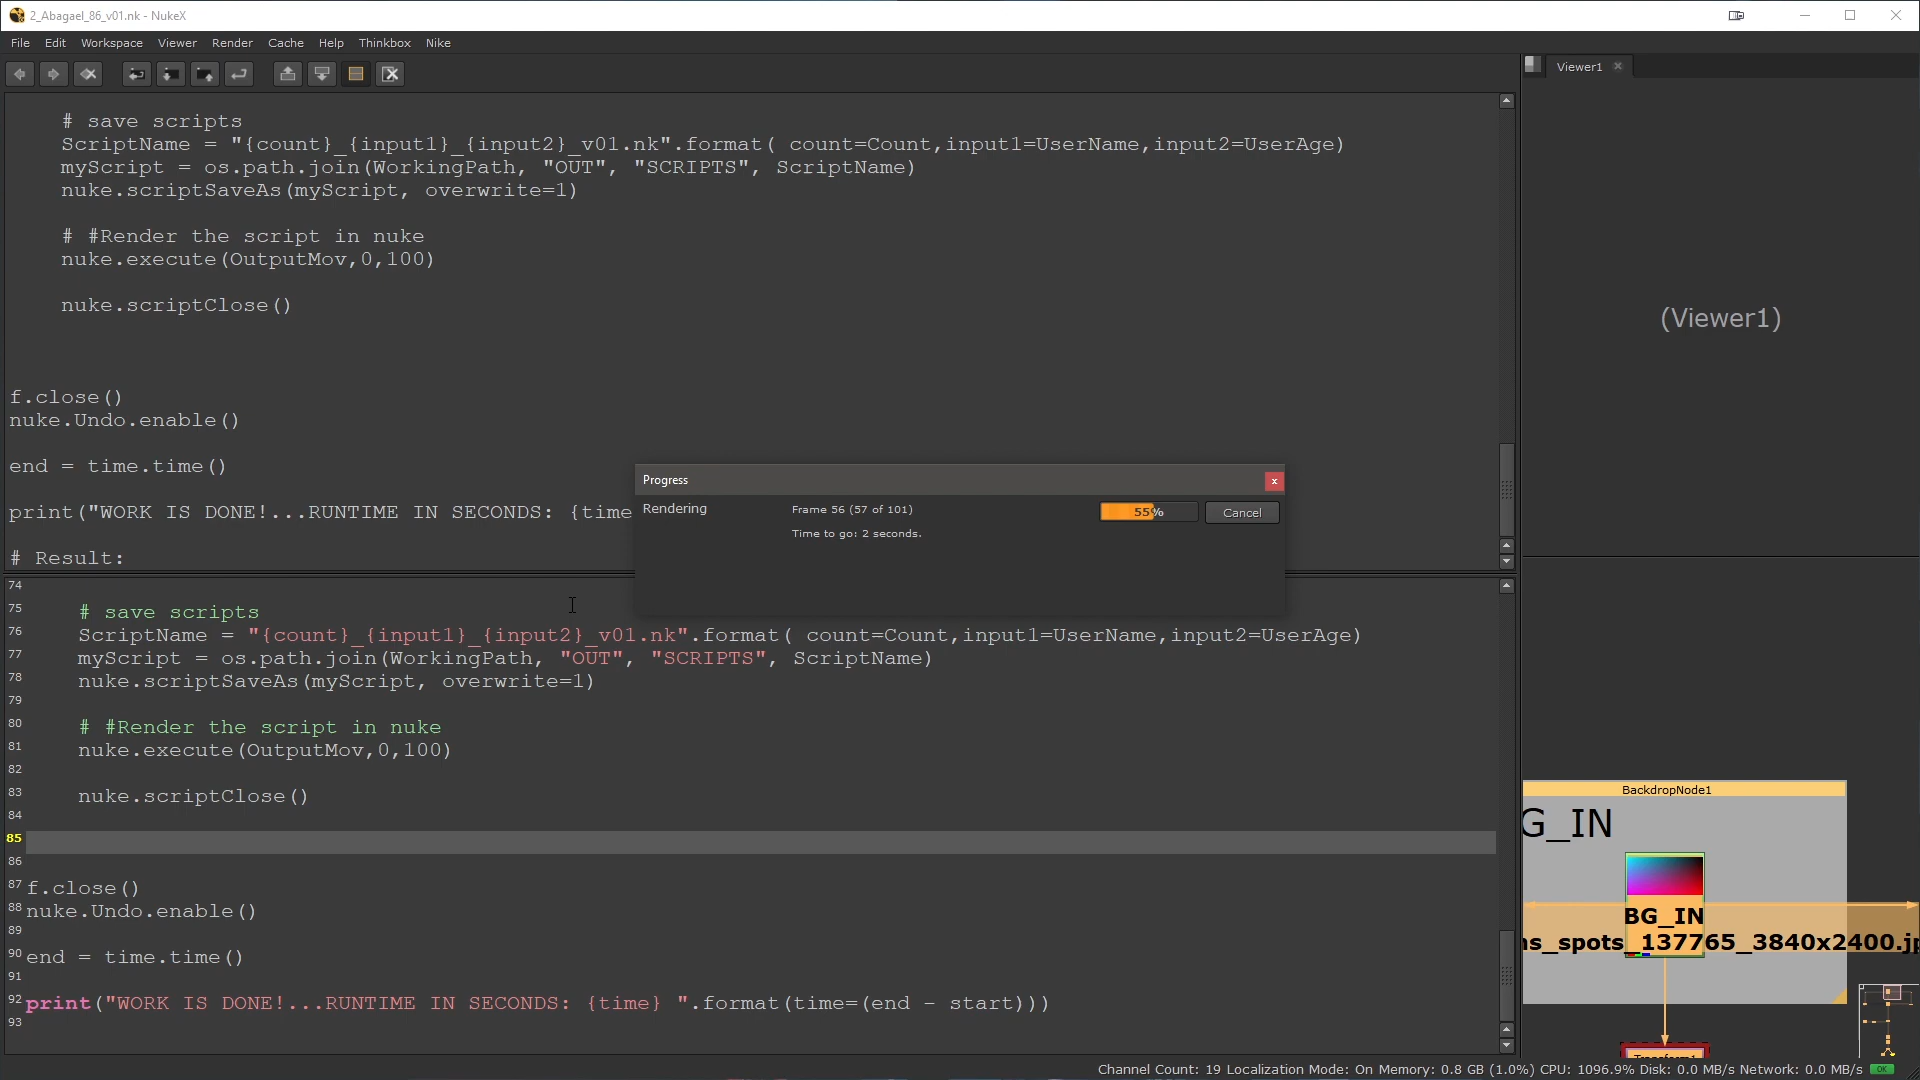 2_Abagael_86_v01.nk - NukeX
File Edit Workspace Viewer Render Cache Help Thinkbox Nike
# save scripts
ScriptName = "{count}_{input1}_{input2}_v01.nk".format( count=Count,input1=UserName,input2=UserAge)
myScript = os.path.join(WorkingPath, "OUT", "SCRIPTS", ScriptName)
nuke.scriptSaveAs(myScript, overwrite=1)
# #Render the script in nuke
nuke.execute(OutputMov,0,100)
nuke.scriptClose()
f.close()
nuke.Undo.enable()
end = time.time()
print("WORK IS DONE!...RUNTIME IN SECONDS: {time
# Result:
Progress
x
Rendering
Frame 56 (57 of 101)
55%
Cancel
Time to go: 2 seconds.
74
75 # save scripts
76 ScriptName = "{count}_{input1}_{input2}_v01.nk".format( count=Count,input1=UserName,input2=UserAge)
77 myScript = os.path.join(WorkingPath, "OUT", "SCRIPTS", ScriptName)
78 nuke.scriptSaveAs(myScript, overwrite=1)
79
80 # #Render the script in nuke
81 nuke.execute(OutputMov,0,100)
82
83 nuke.scriptClose()
84
85
86
87 f.close()
88 nuke.Undo.enable()
89
90 end = time.time()
91
92 print("WORK IS DONE!...RUNTIME IN SECONDS: {time} ".format(time=(end - start)))
93
Viewer1
(Viewer1)
BackdropNode1
G_IN
BG_IN
ns_spots_137765_3840x2400.jp
Channel Count: 19 Localization Mode: On Memory: 0.8 GB (1.0%) CPU: 1096.9% Disk: 0.0 MB/s Network: 0.0 MB/s OK